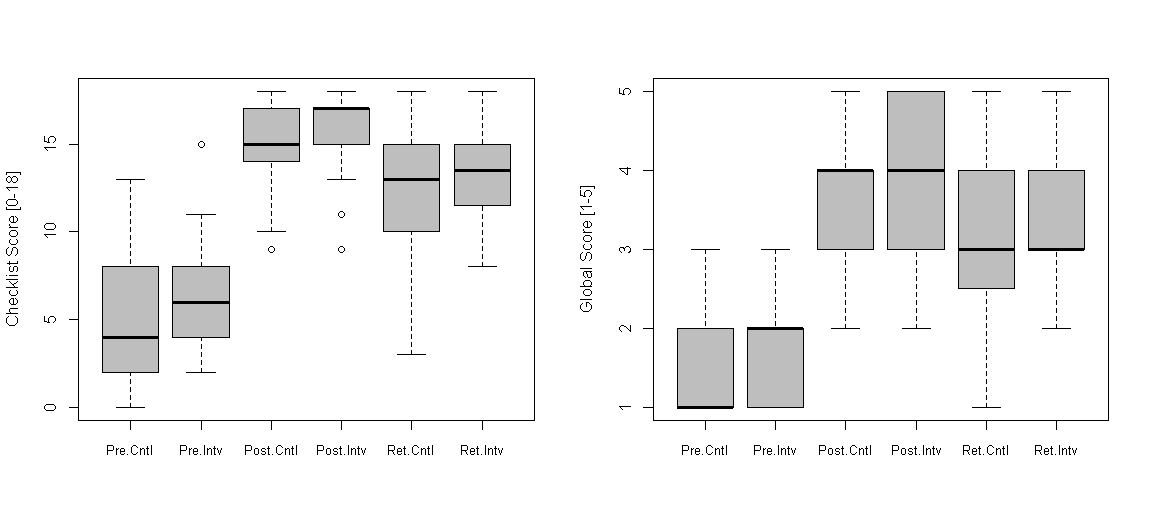 Checklist Score [0-18]
15
10
5
0
Pre.Cntl Pre.Intv Post.Cntl Post.Intv Ret.Cntl Ret.Intv
Global Score [1-5]
5
4
3
2
1
Pre.Cntl Pre.Intv Post.Cntl Post.Intv Ret.Cntl Ret.Intv